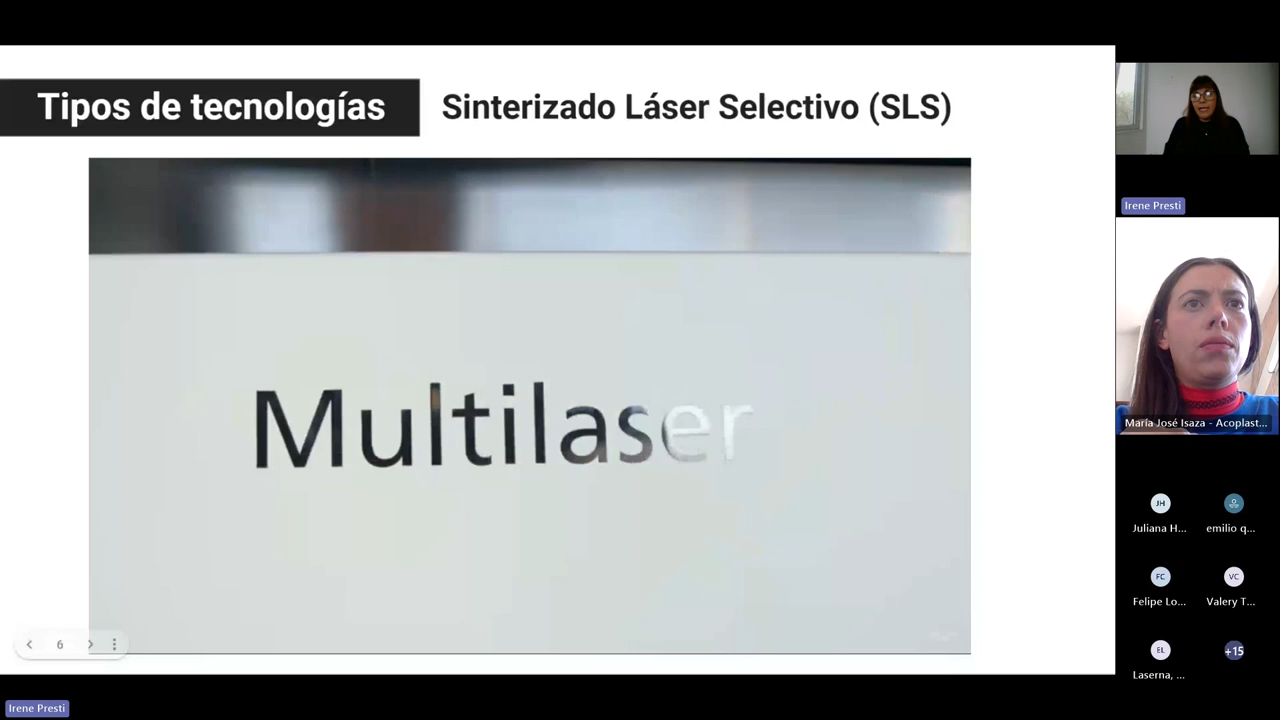 Tipos de tecnologías
Sinterizado Láser Selectivo (SLS)
Multilaser
6
Irene Presti
Irene Presti
María José Isaza - Acoplast...
JH
Juliana H...
emilio q...
FC
Felipe Lo...
VC
Valery T...
EL
Laserna, ...
+15